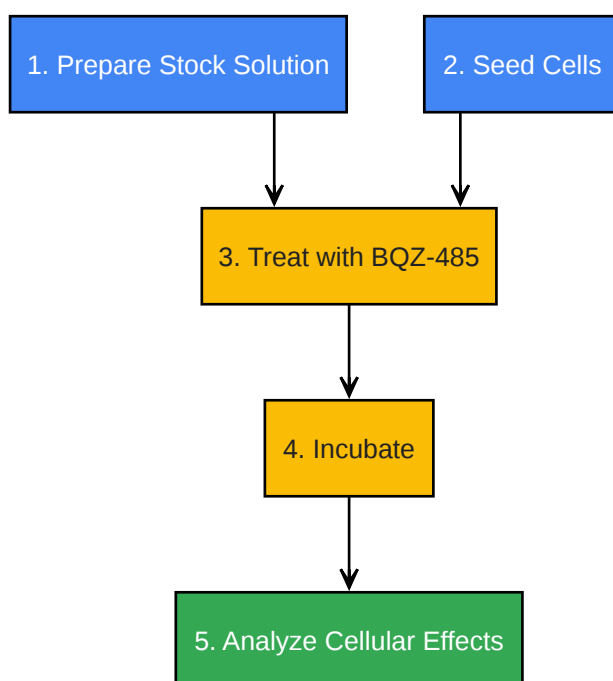 1. Prepare Stock Solution
2. Seed Cells
3. Treat with BQZ-485
4. Incubate
5. Analyze Cellular Effects